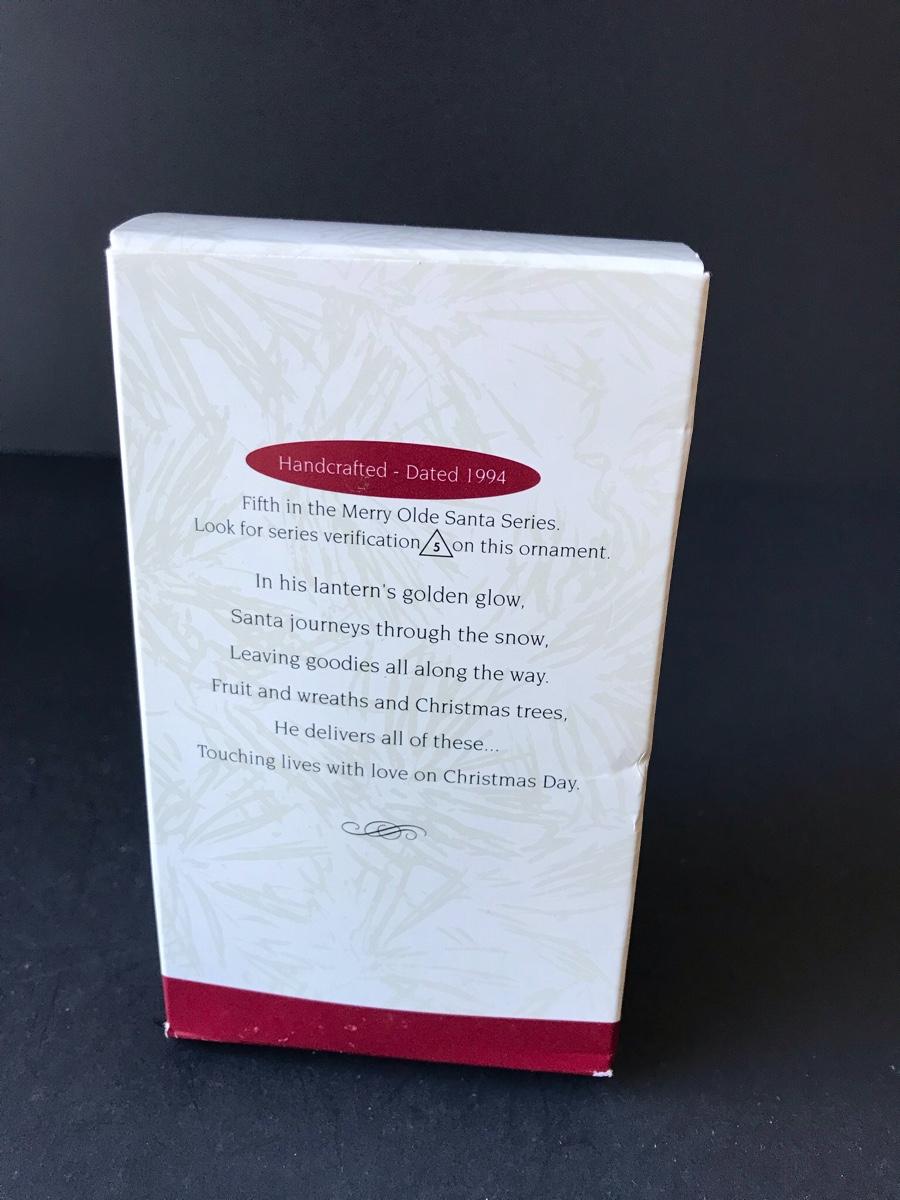 Handcrafted - Dated 1994
Fifth in the Merry Olde Santa Series.
Look for series verification 5 on this ornament.
In his lantern's golden glow,
Santa journeys through the snow,
Leaving goodies all along the way.
Fruit and wreaths and Christmas trees,
He delivers all of these...
Touching lives with love on Christmas Day.